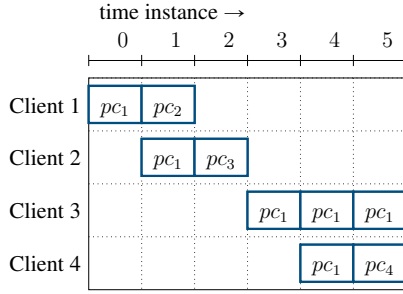 time instance →
0 1 2 3 4 5
Client 1 pc₁ pc₂
Client 2 pc₁ pc₃
Client 3 pc₁ pc₁ pc₁
Client 4 pc₁ pc₄